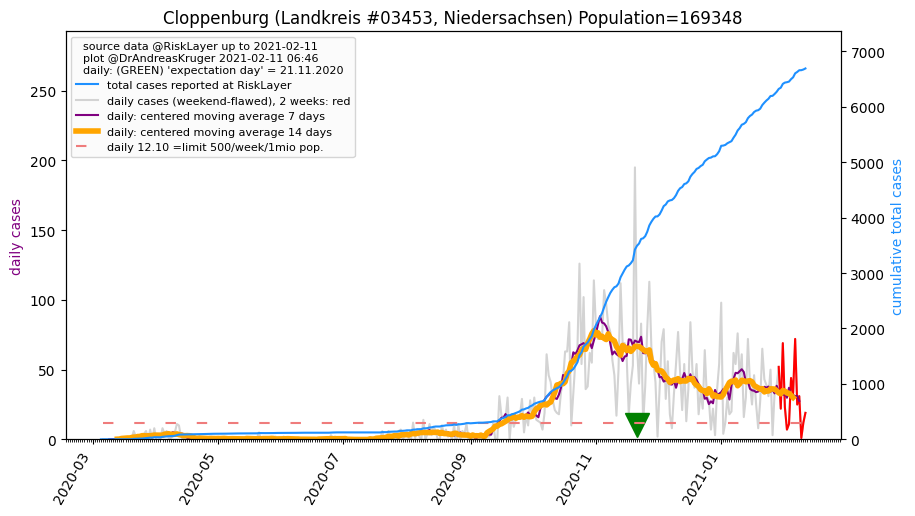 Cloppenburg (Landkreis #03453, Niedersachsen) Population=169348
source data @RiskLayer up to 2021-02-11
plot @DrAndreasKruger 2021-02-11 06:46
daily: (GREEN) 'expectation day' = 21.11.2020
total cases reported at RiskLayer
daily cases (weekend-flawed), 2 weeks: red
daily: centered moving average 7 days
daily: centered moving average 14 days
daily 12.10 =limit 500/week/1mio pop.
daily cases
250
200
150
100
50
0
7000
6000
5000
4000
3000
2000
1000
0
cumulative total cases
2020-03
2020-05
2020-07
2020-09
2020-11
2021-01